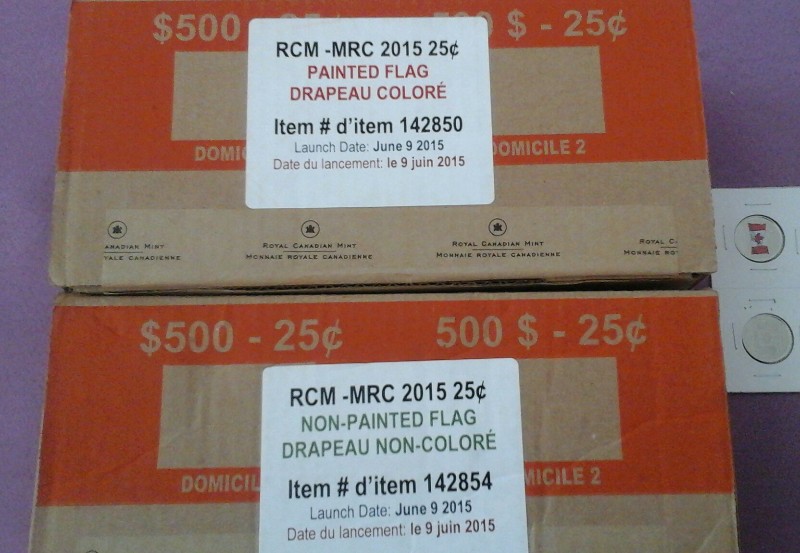 $500 $ - 25¢
RCM -MRC 2015 25¢
PAINTED FLAG
DRAPEAU COLORÉ
Item # d'item 142850
Launch Date: June 9 2015
Date du lancement: le 9 juin 2015
DOMICILE 2
ROYAL CANADIAN MINT
MONNAIE ROYALE CANADIENNE
ROYAL CANADIAN MINT
MONNAIE ROYALE CANADIENNE
$500 - 25¢ 500 $ - 25¢
RCM -MRC 2015 25¢
NON-PAINTED FLAG
DRAPEAU NON-COLORÉ
Item # d'item 142854
Launch Date: June 9 2015
Date du lancement: le 9 juin 2015
DOMICIL MICILE 2